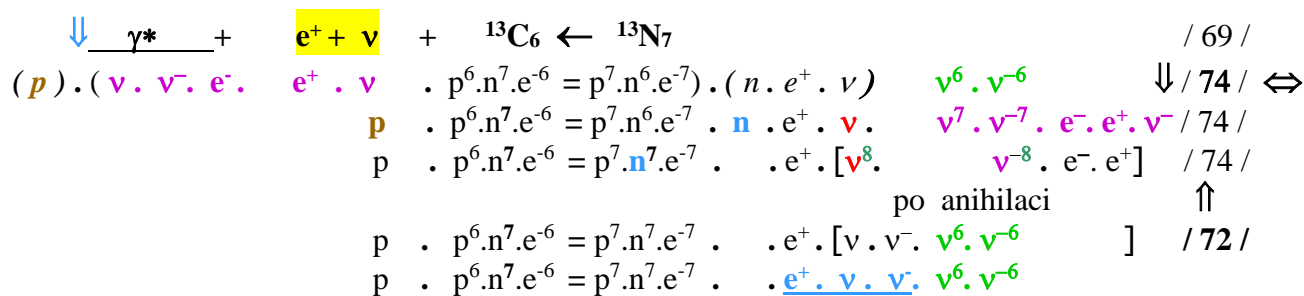 ⇓ γ* + e⁺ + ν + ¹³C₆ ← ¹³N₇ / 69 /
(p) . ( ν. ν⁻. e⁻. e⁺ . ν . p⁶.n⁷.e⁻⁶ = p⁷.n⁶.e⁻⁷) . ( n . e⁺ . ν) ν⁶. ν⁻⁶ ⇓ / 74 / ⇔
p . p⁶.n⁷.e⁻⁶ = p⁷.n⁶.e⁻⁷ . n . e⁺. ν . ν⁷. ν⁻⁷. e⁻. e⁺. ν⁻ / 74 /
p . p⁶.n⁷.e⁻⁶ = p⁷.n⁷.e⁻⁷ . . e⁺. [ν⁸. ν⁻⁸ . e⁻. e⁺] / 74 /
po anihilaci ⇑
p . p⁶.n⁷.e⁻⁶ = p⁷.n⁷.e⁻⁷ . . e⁺. [ν . ν⁻. ν⁶. ν⁻⁶ ] / 72 /
p . p⁶.n⁷.e⁻⁶ = p⁷.n⁷.e⁻⁷ . . e⁺ . ν . ν⁻. ν⁶. ν⁻⁶